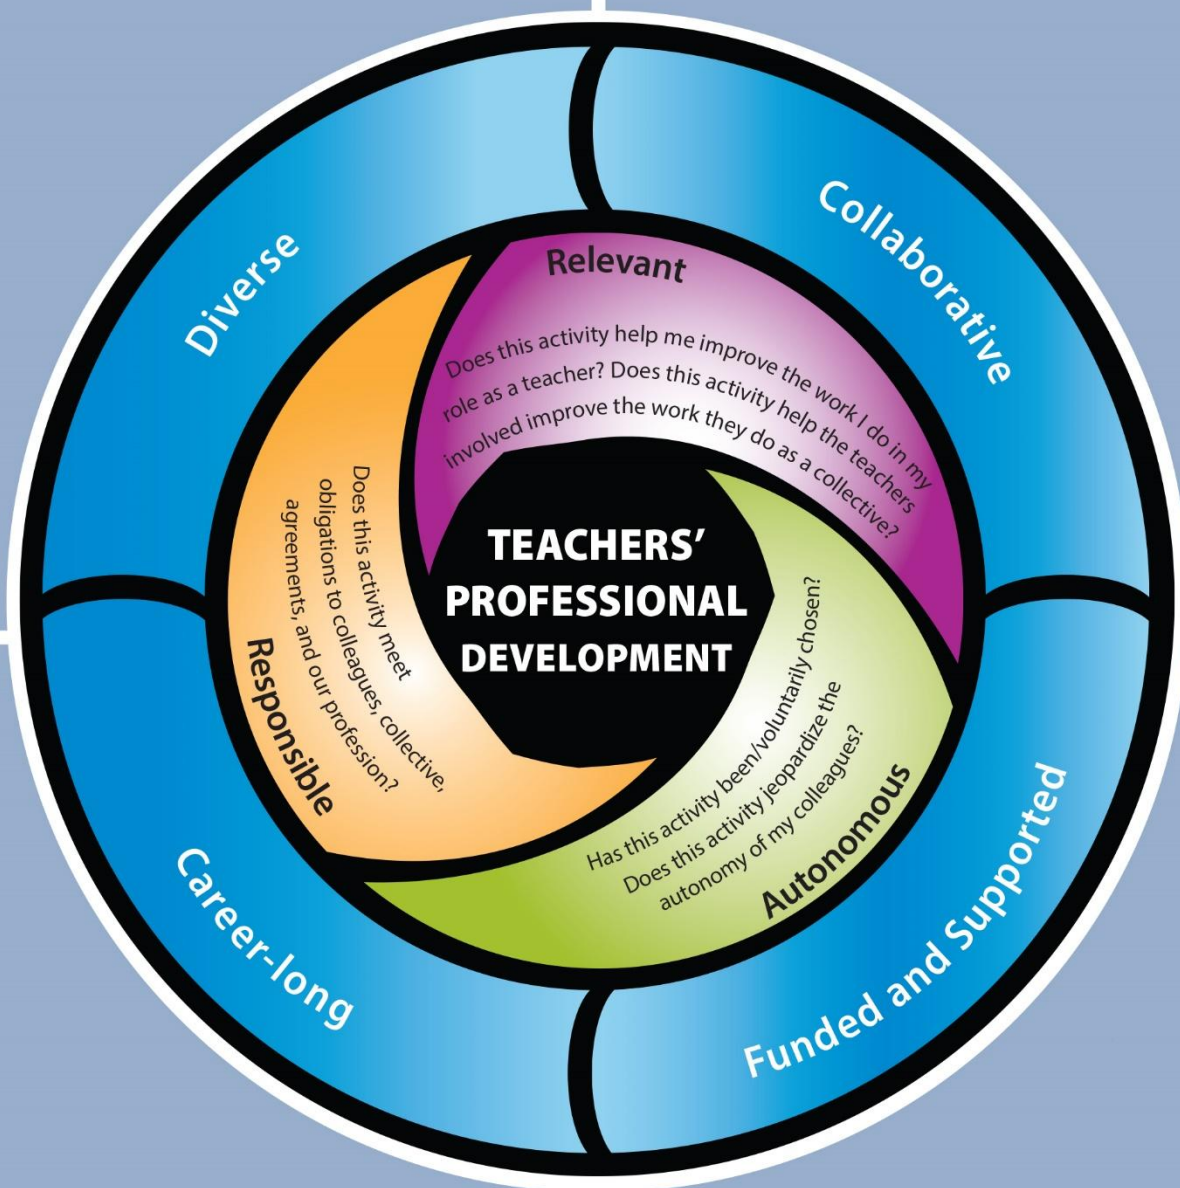 Diverse
Collaborative
Relevant
Does this activity help me improve the work I do in my
role as a teacher? Does this activity help the teachers
involved improve the work they do as a collective?
TEACHERS’
PROFESSIONAL
DEVELOPMENT
Does this activity meet
obligations to colleagues, collective,
agreements, and our profession?
Responsible
Has this activity been/voluntarily chosen?
Does this activity jeopardize the
autonomy of my colleagues?
Autonomous
Career-long
Funded and Supported